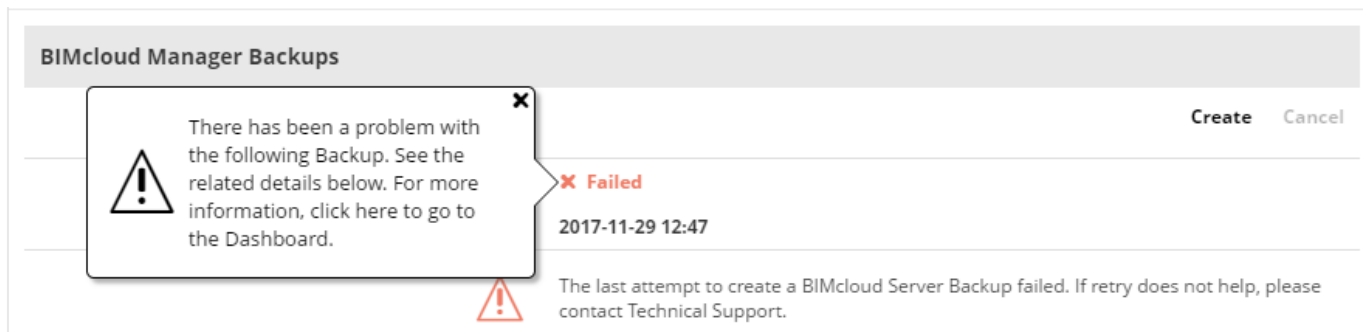 BIMcloud Manager Backups
There has been a problem with
the following Backup. See the
related details below. For more
information, click here to go to
the Dashboard.
Create Cancel
Failed
2017-11-29 12:47
The last attempt to create a BIMcloud Server Backup failed. If retry does not help, please
contact Technical Support.